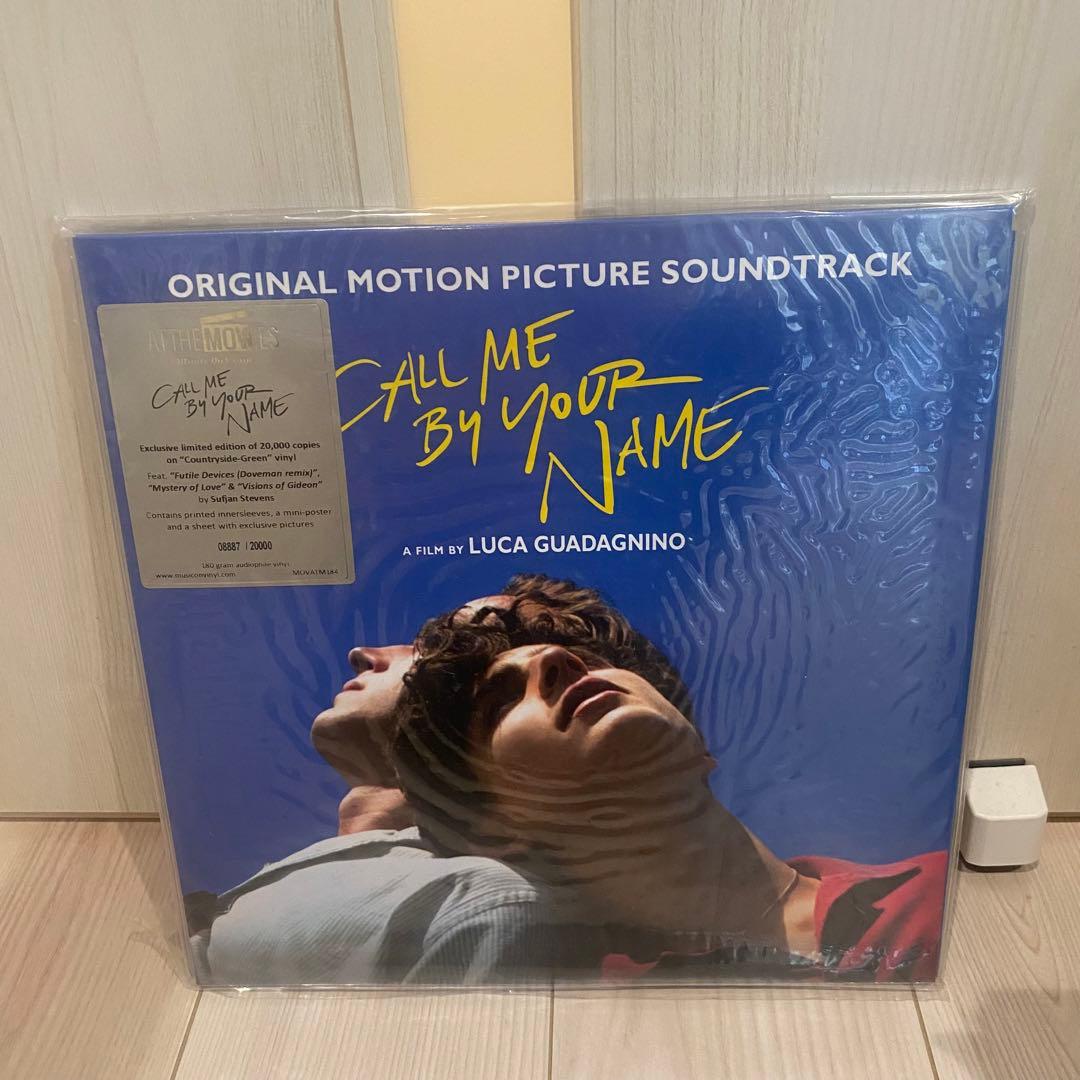 ORIGINAL MOTION PICTURE SOUNDTRACK
CALL ME
BY YOUR
NAME
A FILM BY LUCA GUADAGNINO
AT THE MOVIES
CALL ME
BY YOUR
NAME
Exclusive limited edition of 20,000 copies
on "Countryside-Green" vinyl
Feat. "Futile Devices (Doveman remix)",
"Mystery of Love" & "Visions of Gideon"
by Sufjan Stevens
Contains printed innersleeves, a mini-poster
and a sheet with exclusive pictures
08887 / 20000
180 gram audiophile vinyl
www.musiconvinyl.com MOVATM184